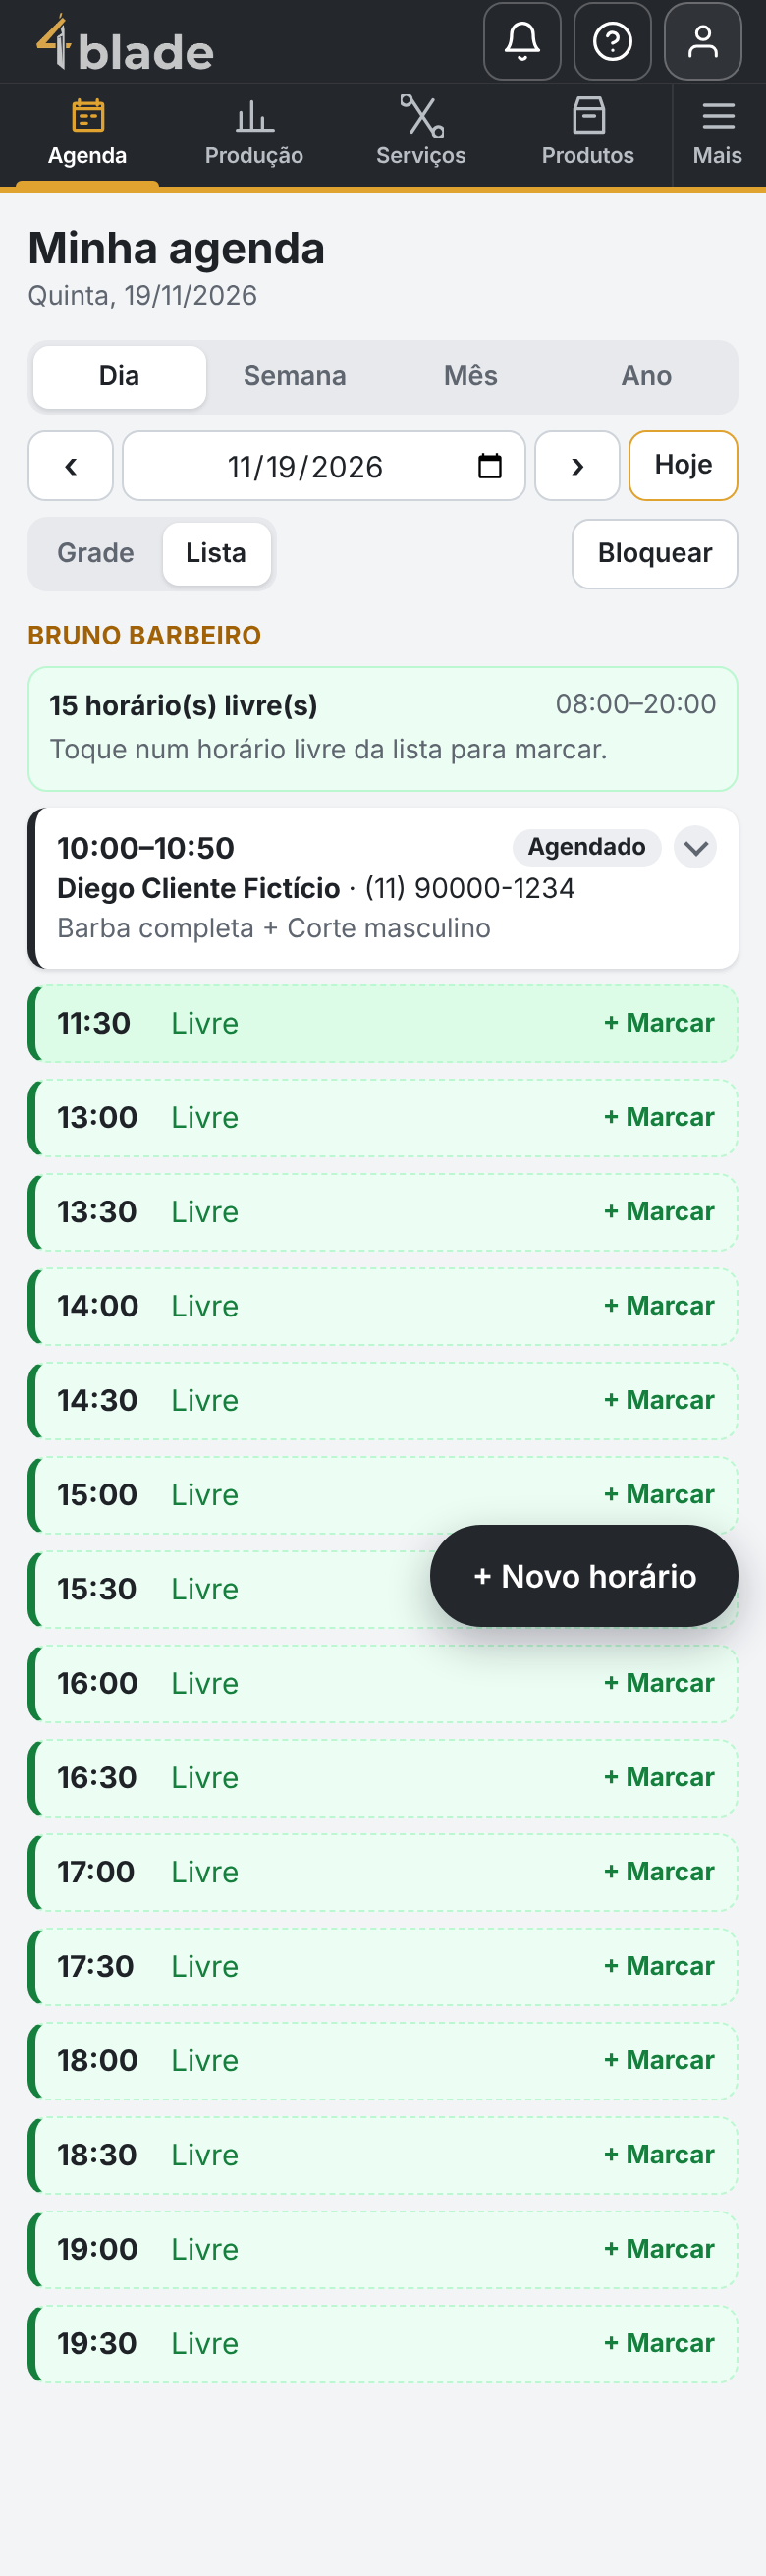 4blade
Agenda
Produção
Serviços
Produtos
Mais
Minha agenda
Quinta, 19/11/2026
Dia
Semana
Mês
Ano
‹
11/19/2026
›
Hoje
Grade
Lista
Bloquear
BRUNO BARBEIRO
15 horário(s) livre(s) 08:00–20:00
Toque num horário livre da lista para marcar.
10:00–10:50 Agendado
Diego Cliente Fictício · (11) 90000-1234
Barba completa + Corte masculino
11:30 Livre + Marcar
13:00 Livre + Marcar
13:30 Livre + Marcar
14:00 Livre + Marcar
14:30 Livre + Marcar
15:00 Livre + Marcar
15:30 Livre
+ Novo horário
16:00 Livre + Marcar
16:30 Livre + Marcar
17:00 Livre + Marcar
17:30 Livre + Marcar
18:00 Livre + Marcar
18:30 Livre + Marcar
19:00 Livre + Marcar
19:30 Livre + Marcar